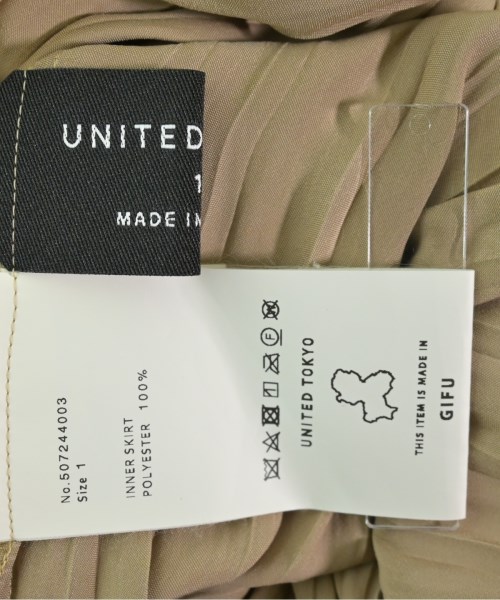 UNITED
1
MADE IN
No.507244003
Size 1
INNER SKIRT
POLYESTER 100%
UNITED TOKYO
THIS ITEM IS MADE IN
GIFU